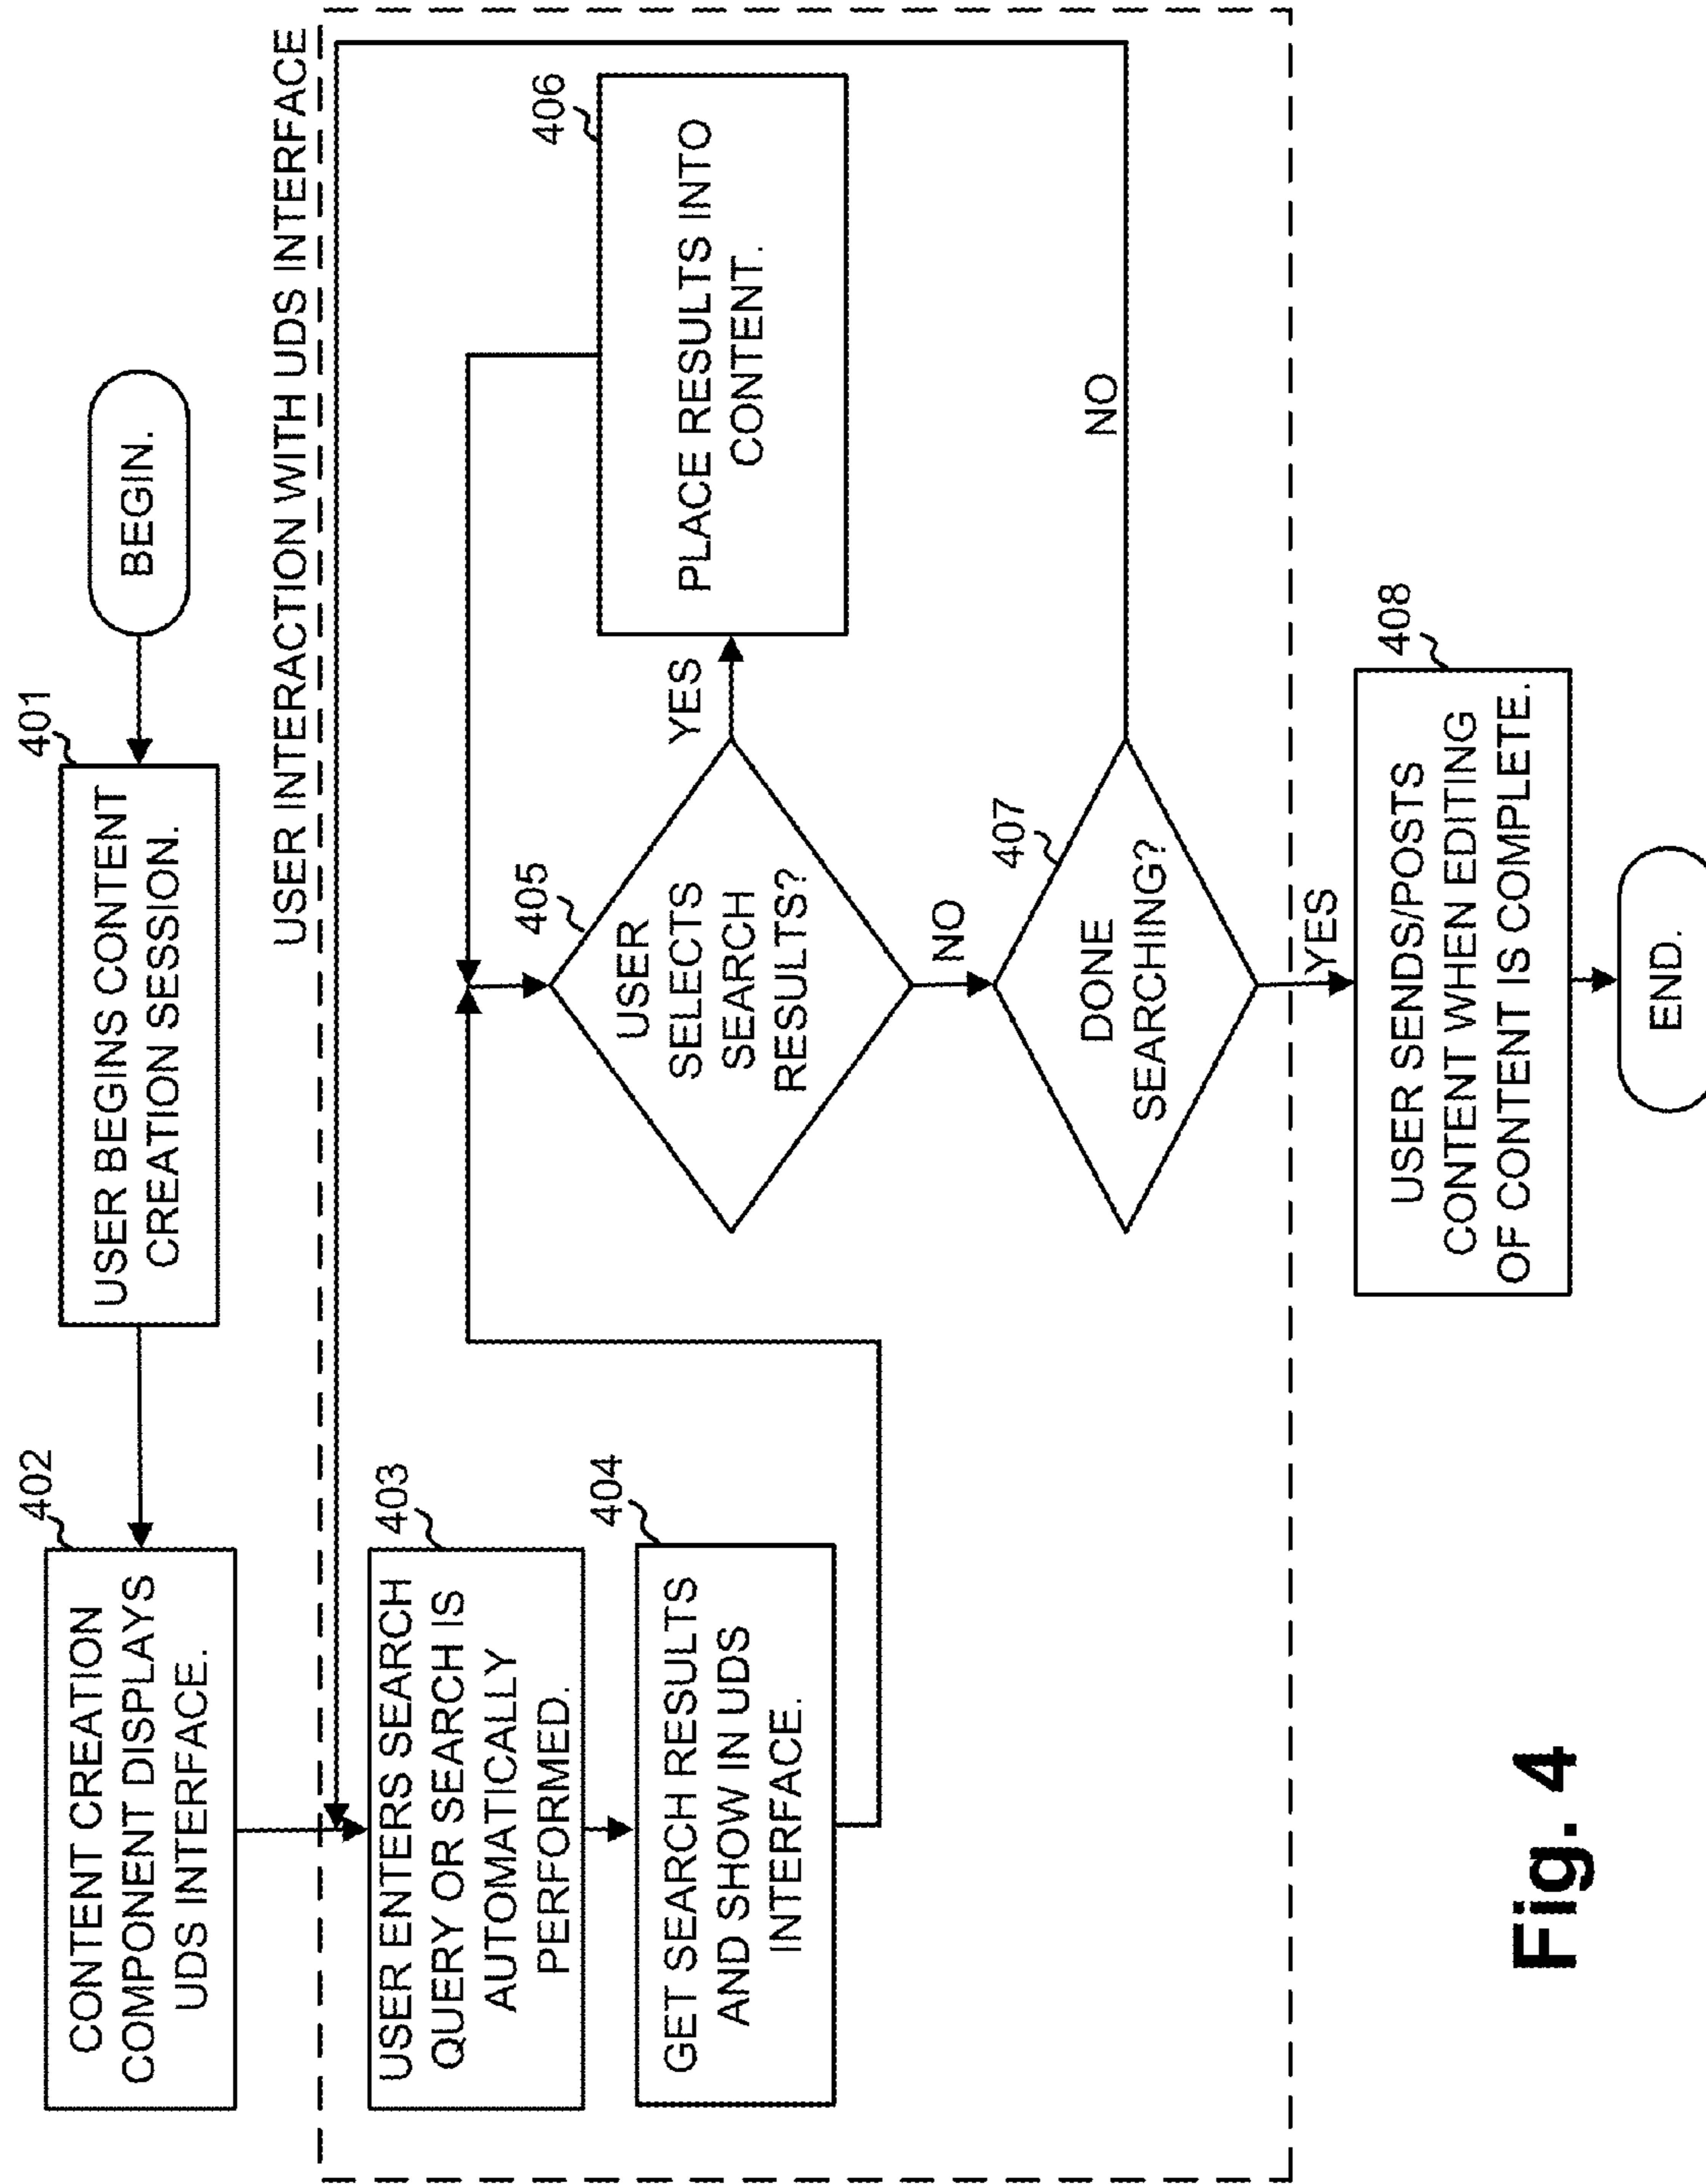 BEGIN.
401
USER BEGINS CONTENT
CREATION SESSION.
402
CONTENT CREATION
COMPONENT DISPLAYS
UDS INTERFACE.
USER INTERACTION WITH UDS INTERFACE
403
USER ENTERS SEARCH
QUERY OR SEARCH IS
AUTOMATICALLY
PERFORMED.
404
GET SEARCH RESULTS
AND SHOW IN UDS
INTERFACE.
405
USER
SELECTS
SEARCH
RESULTS?
YES
406
PLACE RESULTS INTO
CONTENT.
NO
407
DONE
SEARCHING?
NO
YES
408
USER SENDS/POSTS
CONTENT WHEN EDITING
OF CONTENT IS COMPLETE.
END.
Fig. 4